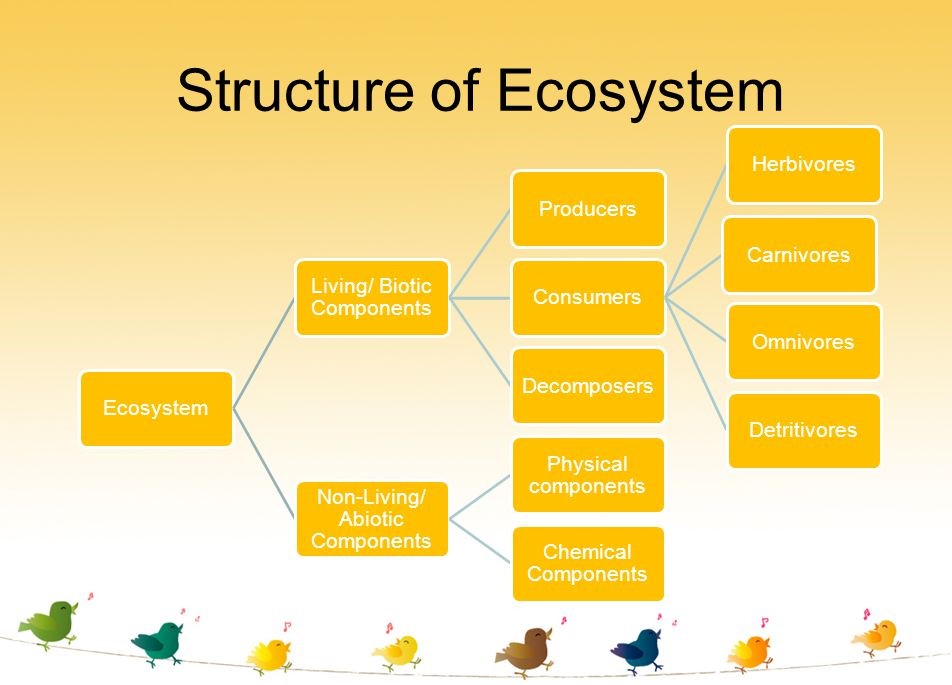 Structure of Ecosystem
Ecosystem
Living/ Biotic
Components
Non-Living/
Abiotic
Components
Producers
Consumers
Decomposers
Physical
components
Chemical
Components
Herbivores
Carnivores
Omnivores
Detritivores